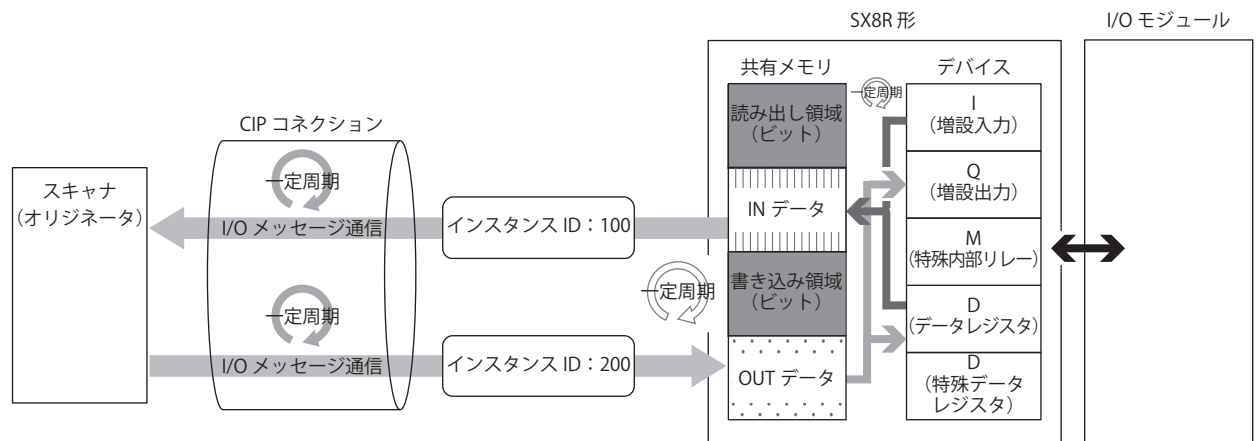 SX8R 形
I/O モジュール
共有メモリ
デバイス
一定周期
読み出し領域
(ビット)
I
(増設入力)
CIP コネクション
一定周期
スキャナ
(オリジネータ)
Q
(増設出力)
I/O メッセージ通信
インスタンス ID:100
IN データ
M
(特殊内部リレー)
一定周期
書き込み領域
(ビット)
一定周期
D
(データレジスタ)
I/O メッセージ通信
インスタンス ID:200
OUT データ
D
(特殊データ
レジスタ)